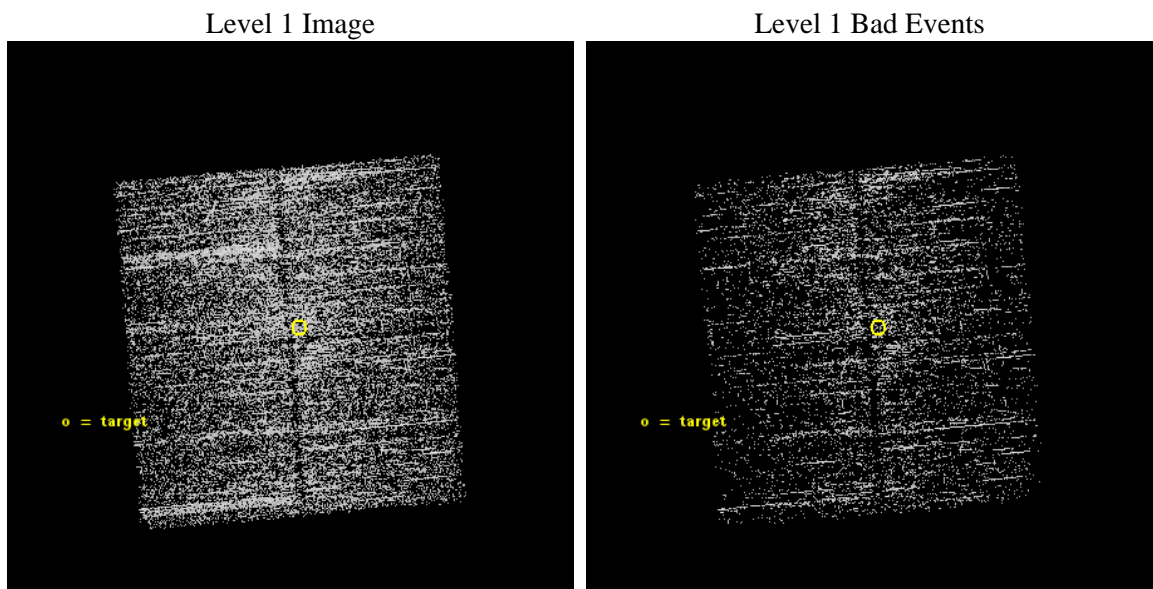 Level 1 Image
Level 1 Bad Events
o = target
o = target